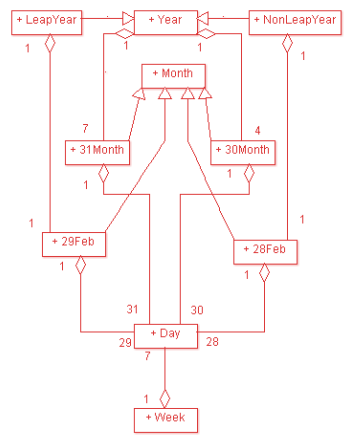 + LeapYear + Year + NonLeapYear
1 1 1 1
+ Month
7 4
+ 31Month + 30Month
1 1
1 1
+ 29Feb + 28Feb
1 1
31 30
+ Day
29 28
7
1
+ Week